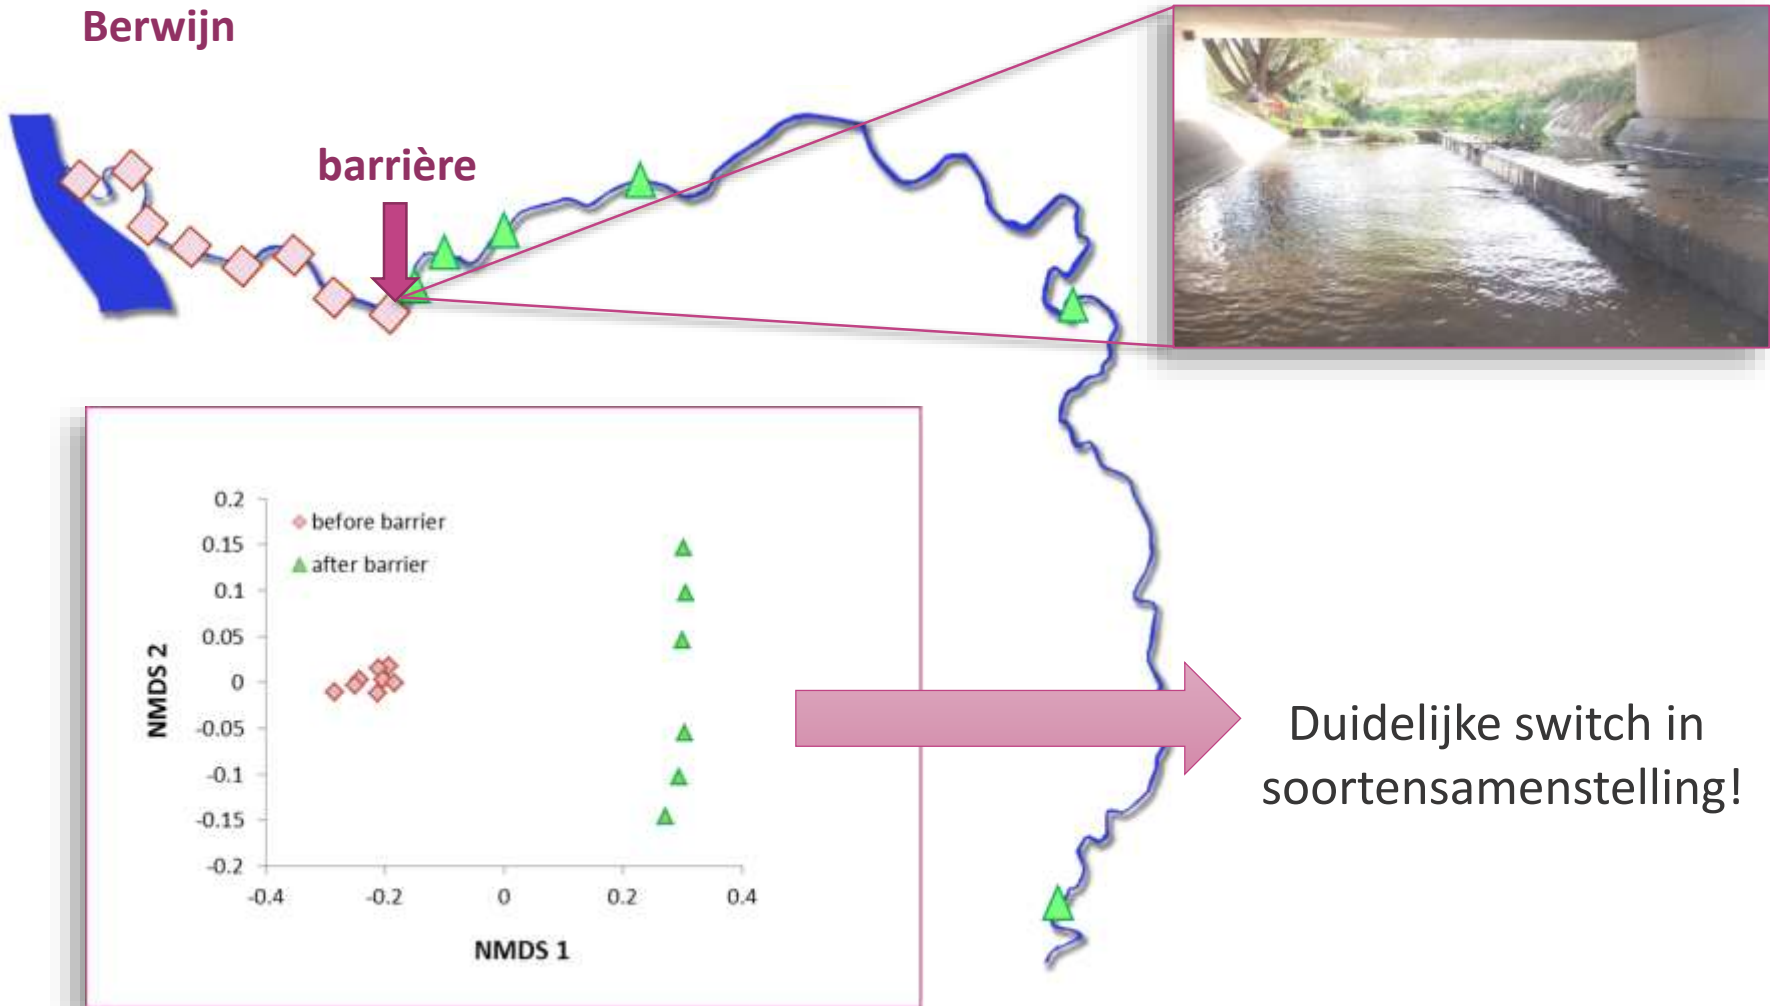 Berwijn
barrière
0.2
before barrier
0.15
after barrier
0.1
0.05
0
-0.05
-0.1
-0.15
-0.2
NMDS 2
-0.4
-0.2
0
0.2
0.4
NMDS 1
Duidelijke switch in
soortensamenstelling!